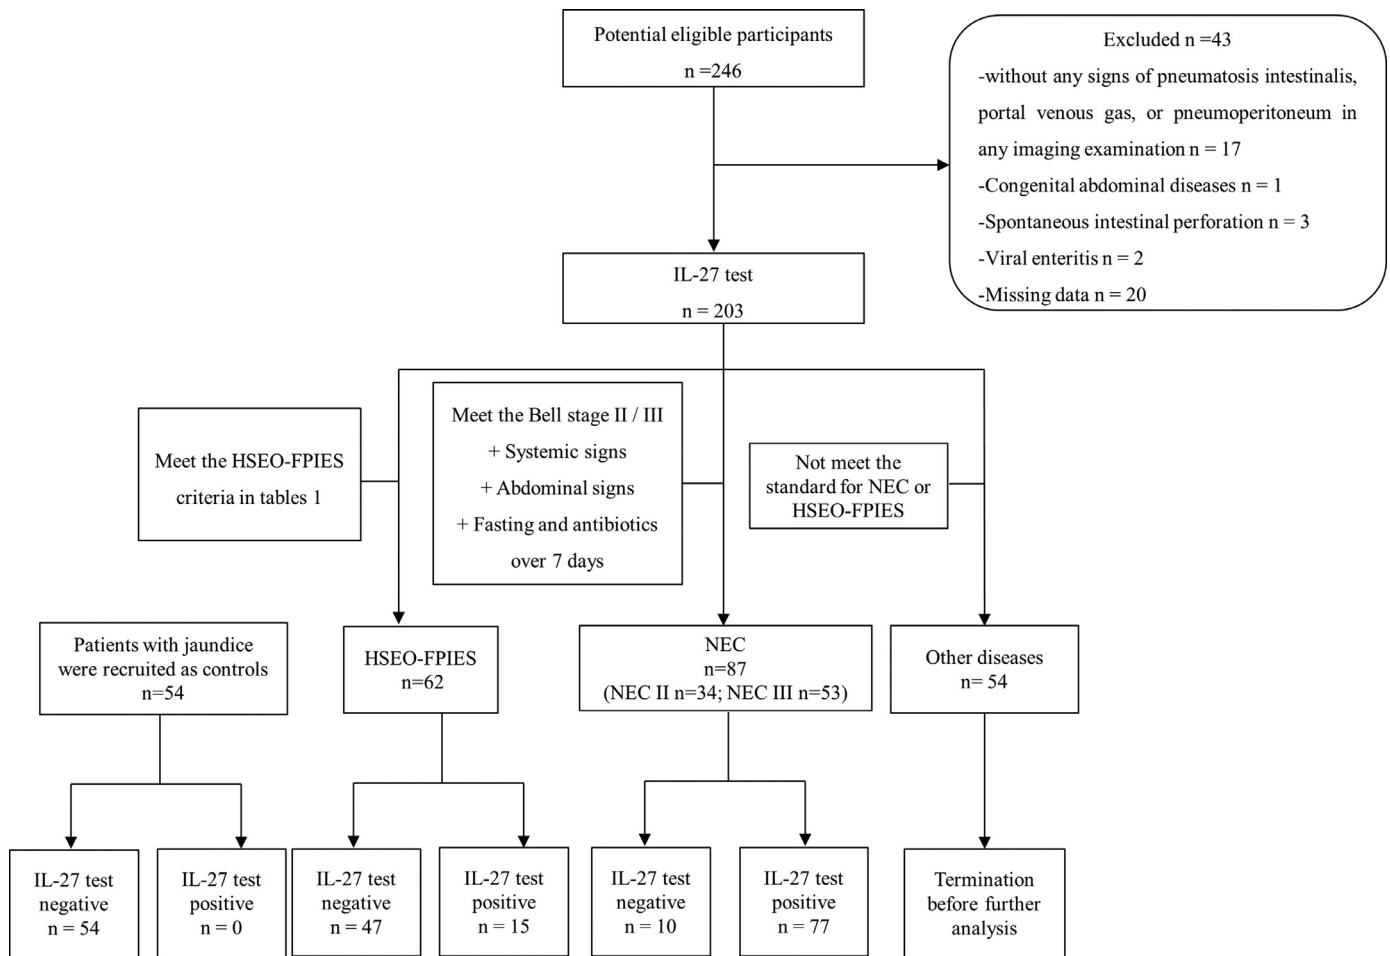 Potential eligible participants
n =246
Excluded n =43
-without any signs of pneumatosis intestinalis,
portal venous gas, or pneumoperitoneum in
any imaging examination n = 17
-Congenital abdominal diseases n = 1
-Spontaneous intestinal perforation n = 3
-Viral enteritis n = 2
-Missing data n = 20
IL-27 test
n = 203
Meet the HSEO-FPIES
criteria in tables 1
Meet the Bell stage II / III
+ Systemic signs
+ Abdominal signs
+ Fasting and antibiotics
over 7 days
Not meet the
standard for NEC or
HSEO-FPIES
Patients with jaundice
were recruited as controls
n=54
HSEO-FPIES
n=62
NEC
n=87
(NEC II n=34; NEC III n=53)
Other diseases
n= 54
IL-27 test
negative
n = 54
IL-27 test
positive
n = 0
IL-27 test
negative
n = 47
IL-27 test
positive
n = 15
IL-27 test
negative
n = 10
IL-27 test
positive
n = 77
Termination
before further
analysis